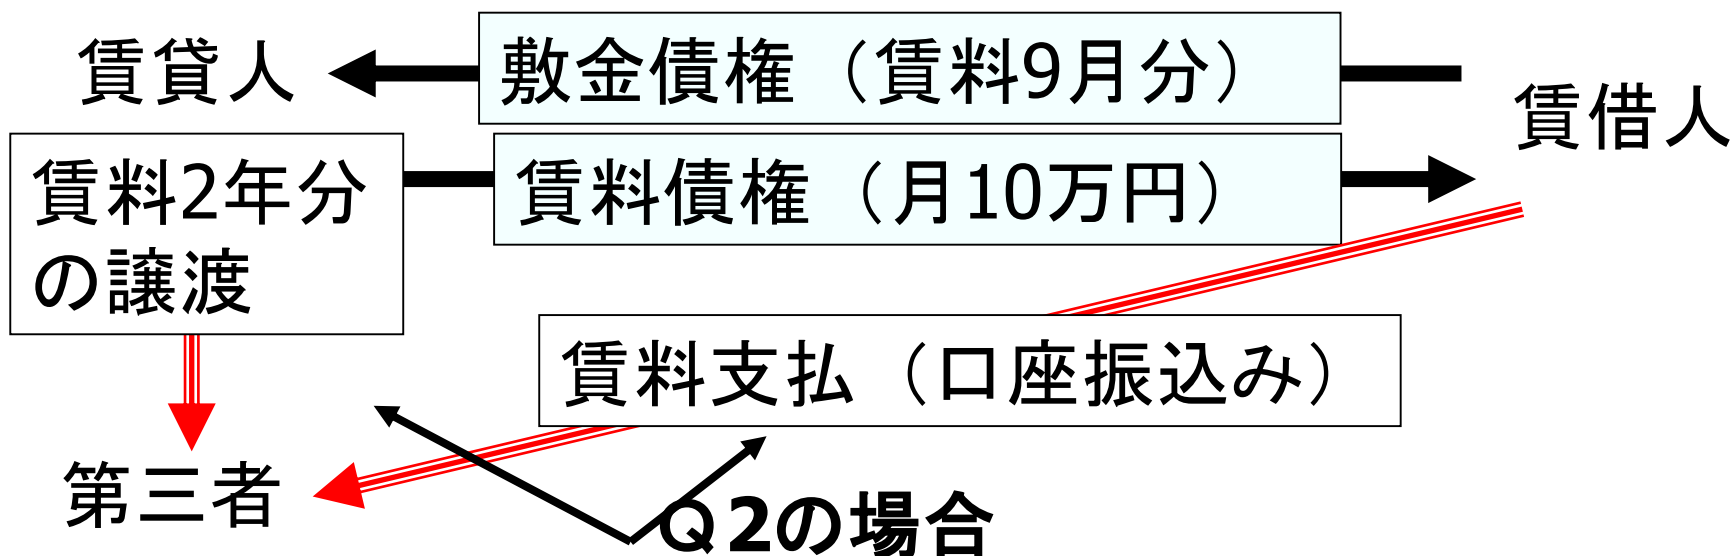 賃貸人
敷金債権（賃料9月分）
賃借人
賃料2年分
の譲渡
賃料債権（月10万円）
賃料支払（口座振込み）
第三者
Q2の場合